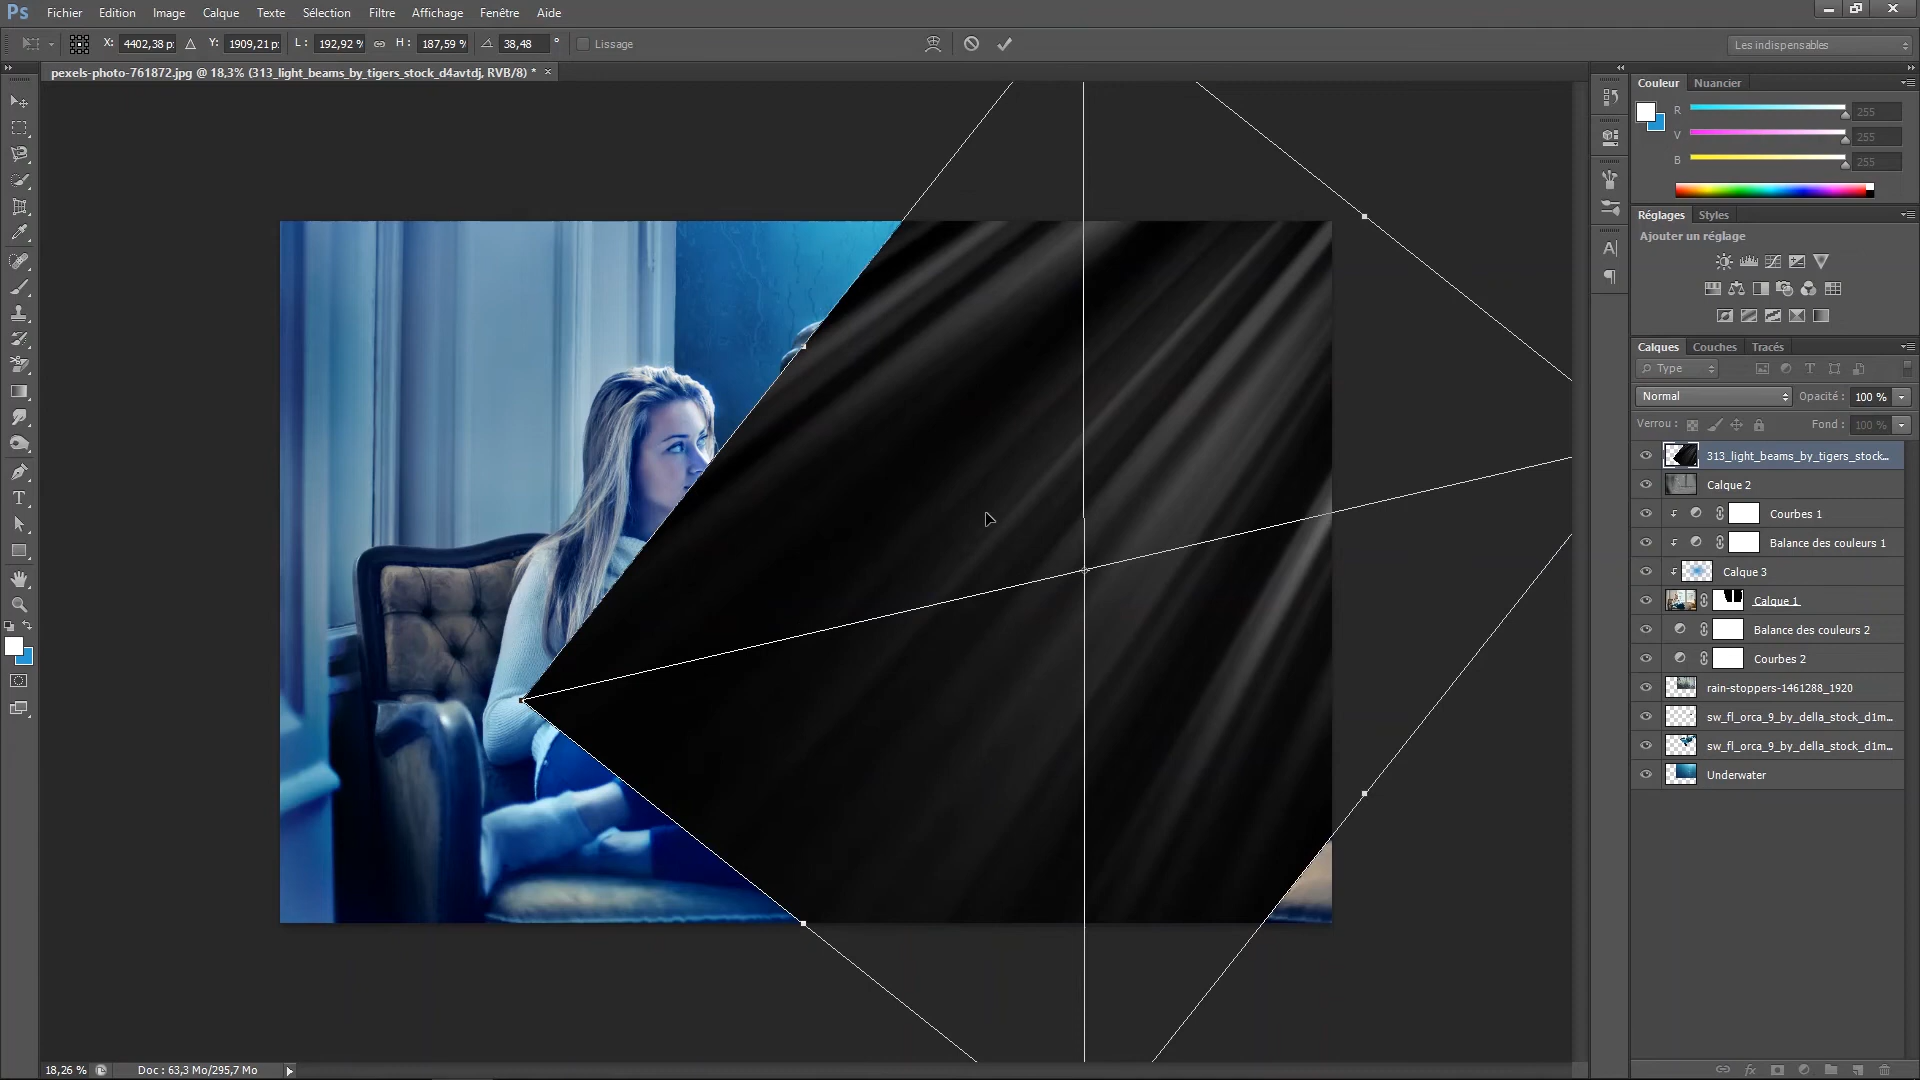 Ps Fichier Edition Image Calque Texte Sélection Filtre Affichage Fenêtre Aide
X: 4402,38 p: Y: 1909,21 p: L: 192,92 % H: 187,59 % 38,48 ° Lissage Les indispensables
pexels-photo-761872.jpg @ 18,3% (313_light_beams_by_tigers_stock_d4avtdj, RVB/8) * ×
Couleur Nuancier
R 255
V 255
B 255
Réglages Styles
Ajouter un réglage
Calques Couches Tracés
Type
Normal Opacité : 100 %
Verrou : Fond : 100 %
313_light_beams_by_tigers_stock...
Calque 2
Courbes 1
Balance des couleurs 1
Calque 3
Calque 1
Balance des couleurs 2
Courbes 2
rain-stoppers-1461288_1920
sw_fl_orca_9_by_della_stock_d1m...
sw_fl_orca_9_by_della_stock_d1m...
Underwater
18,26 % Doc : 63,3 Mo/295,7 Mo